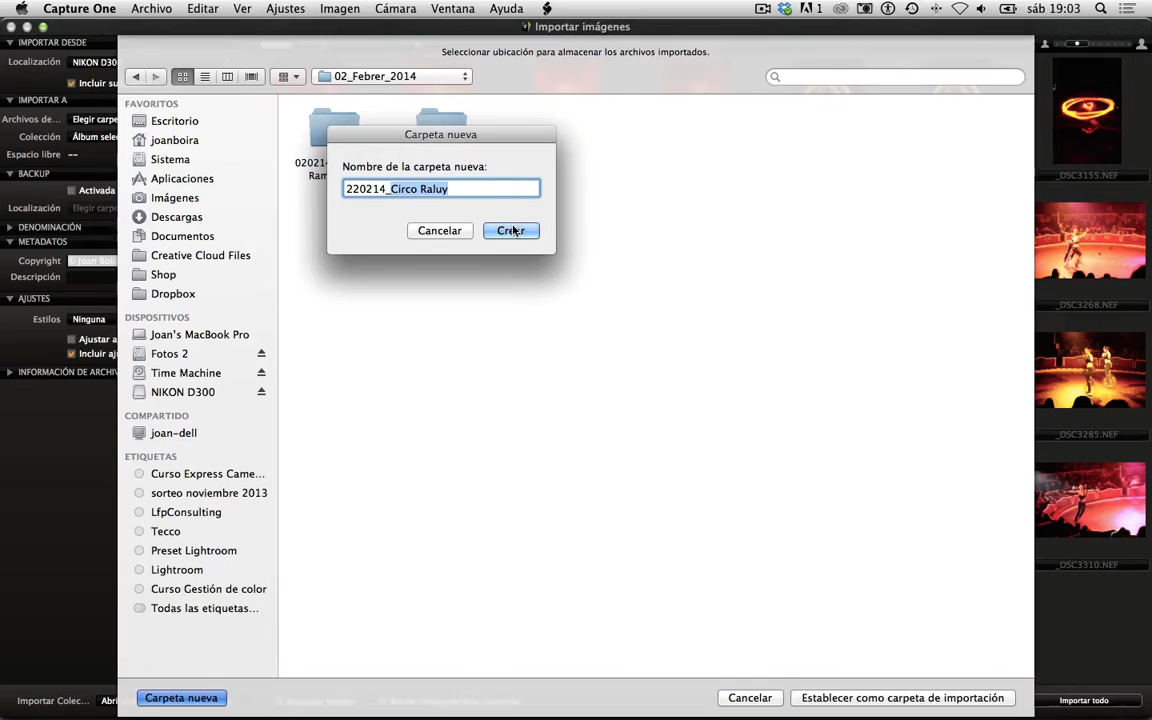 Capture One Archivo Editar Ver Ajustes Imagen Cámara Ventana Ayuda 1 sáb 19:03
Importar imágenes
IMPORTAR DESDE
Localización NIKON D300
Incluir su
IMPORTAR A
Archivos de... Elegir carpe
Colección Álbum selec
Espacio libre --
BACKUP
Activada
Localización Elegir carpe
DENOMINACIÓN
METADATOS
Copyright © Joan Boi
Descripción
AJUSTES
Estilos Ninguna
Ajustar a
Incluir aj
INFORMACIÓN DE ARCHIV
Importar Colec... Abri
Seleccionar ubicación para almacenar los archivos importados.
02_Febrer_2014
FAVORITOS
Escritorio
joanboira
Sistema
Aplicaciones
Imágenes
Descargas
Documentos
Creative Cloud Files
Shop
Dropbox
DISPOSITIVOS
Joan's MacBook Pro
Fotos 2
Time Machine
NIKON D300
COMPARTIDO
joan-dell
ETIQUETAS
Curso Express Came...
sorteo noviembre 2013
LfpConsulting
Tecco
Preset Lightroom
Lightroom
Curso Gestión de color
Todas las etiquetas...
020214
Ram
Carpeta nueva
Nombre de la carpeta nueva:
220214_Circo Raluy
Cancelar Crear
Carpeta nueva
Cancelar Establecer como carpeta de importación
_DSC3155.NEF
_DSC3268.NEF
_DSC3285.NEF
_DSC3310.NEF
Importar todo